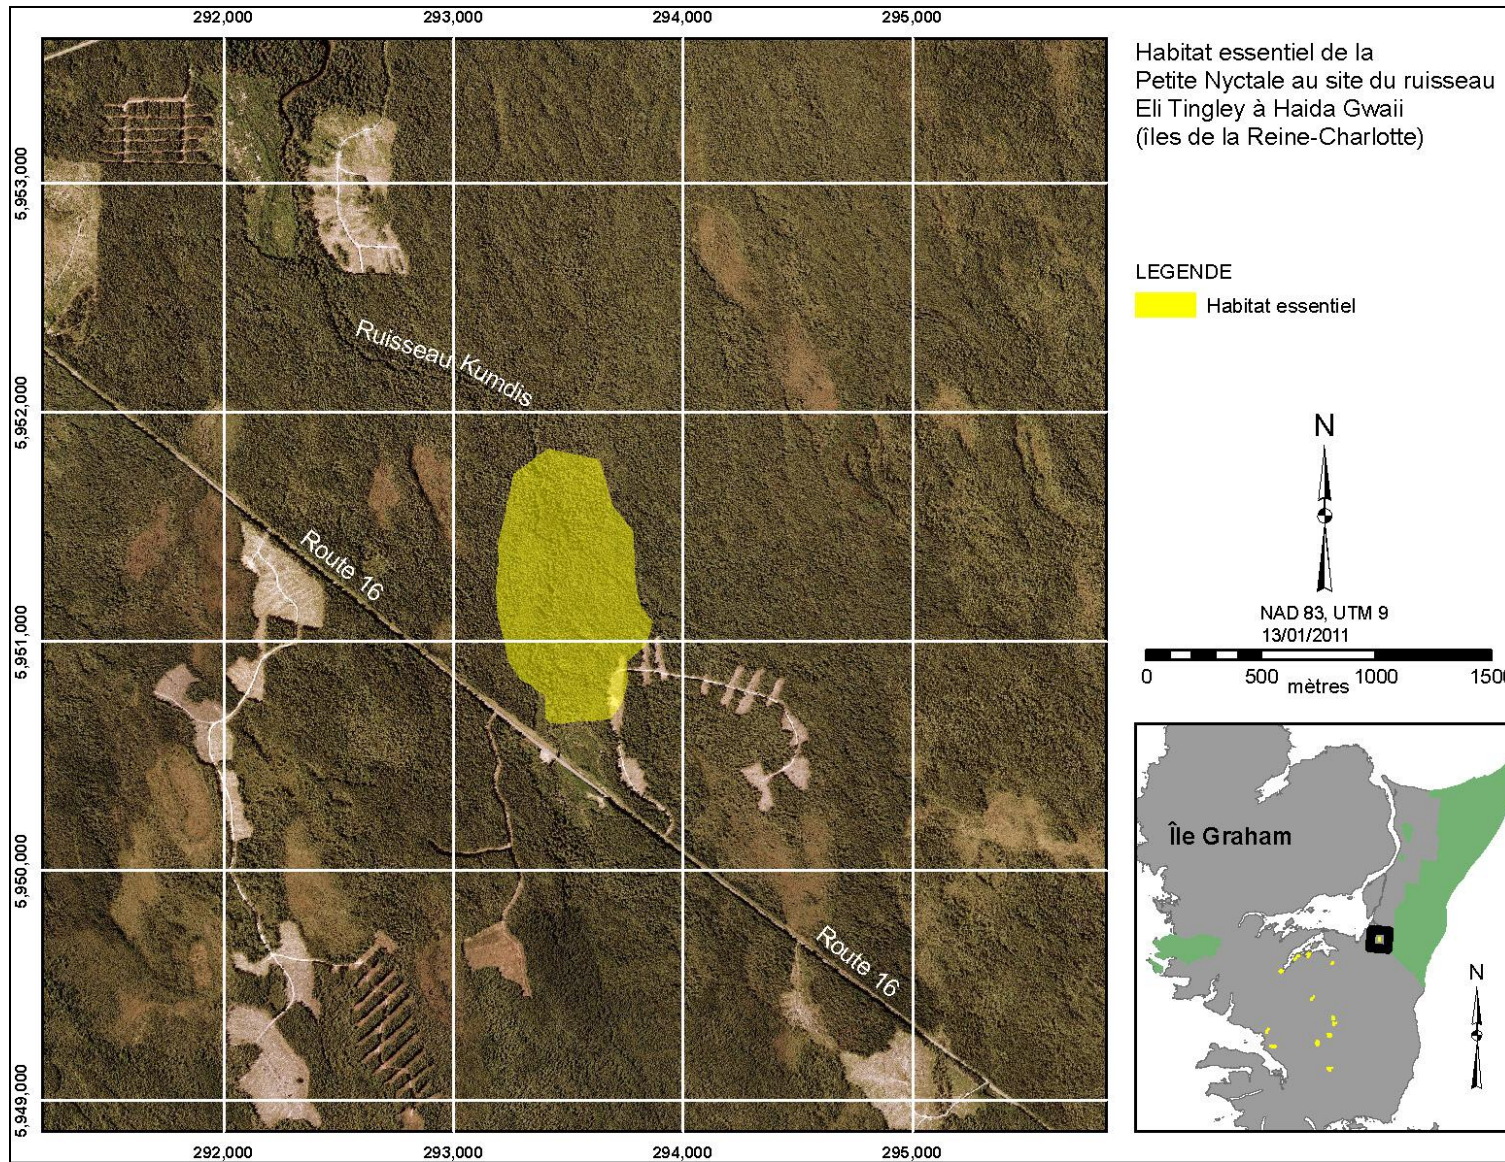 292,000 293,000 294,000 295,000
Habitat essentiel de la
Petite Nyctale au site du ruisseau
Eli Tingley à Haida Gwaii
(îles de la Reine-Charlotte)
LEGENDE
Habitat essentiel
5,953,000
5,952,000
5,951,000
5,950,000
5,949,000
Ruisseau Kumdis
Route 16
Route 16
N
NAD 83, UTM 9
13/01/2011
0 500 1000 1500
mètres
Île Graham
N
292,000 293,000 294,000 295,000